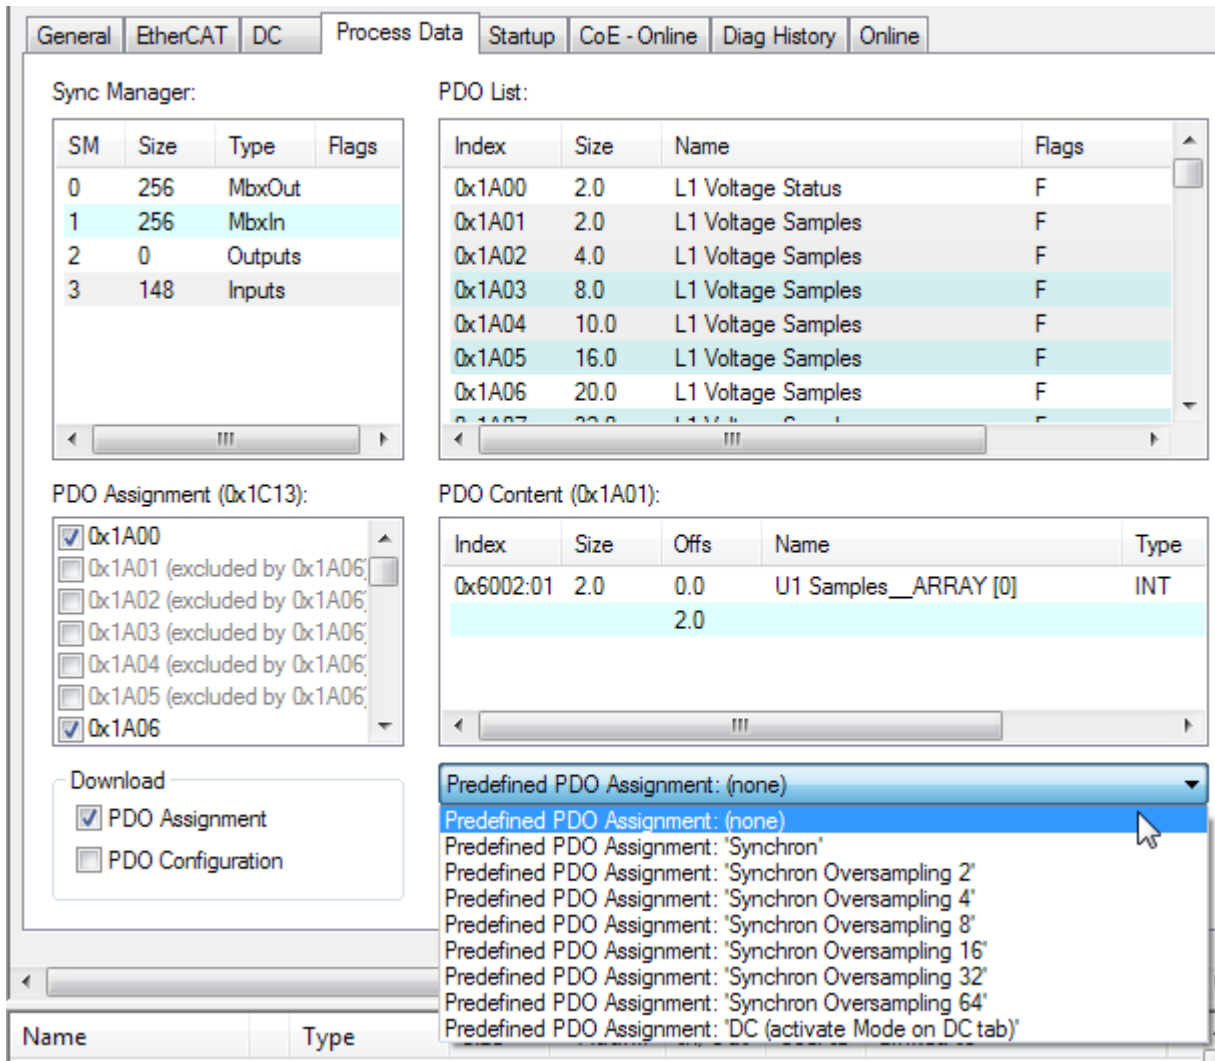 General EtherCAT DC Process Data Startup CoE - Online Diag History Online
Sync Manager:
SM Size Type Flags
0 256 MbxOut
1 256 MbxIn
2 0 Outputs
3 148 Inputs
PDO List:
Index Size Name Flags
0x1A00 2.0 L1 Voltage Status F
0x1A01 2.0 L1 Voltage Samples F
0x1A02 4.0 L1 Voltage Samples F
0x1A03 8.0 L1 Voltage Samples F
0x1A04 10.0 L1 Voltage Samples F
0x1A05 16.0 L1 Voltage Samples F
0x1A06 20.0 L1 Voltage Samples F
PDO Assignment (0x1C13):
0x1A00
0x1A01 (excluded by 0x1A06)
0x1A02 (excluded by 0x1A06)
0x1A03 (excluded by 0x1A06)
0x1A04 (excluded by 0x1A06)
0x1A05 (excluded by 0x1A06)
0x1A06
PDO Content (0x1A01):
Index Size Offs Name Type
0x6002:01 2.0 0.0 U1 Samples__ARRAY [0] INT
2.0
Download
PDO Assignment
PDO Configuration
Predefined PDO Assignment: (none)
Predefined PDO Assignment: (none)
Predefined PDO Assignment: 'Synchron'
Predefined PDO Assignment: 'Synchron Oversampling 2'
Predefined PDO Assignment: 'Synchron Oversampling 4'
Predefined PDO Assignment: 'Synchron Oversampling 8'
Predefined PDO Assignment: 'Synchron Oversampling 16'
Predefined PDO Assignment: 'Synchron Oversampling 32'
Predefined PDO Assignment: 'Synchron Oversampling 64'
Predefined PDO Assignment: 'DC (activate Mode on DC tab)'
Name Type